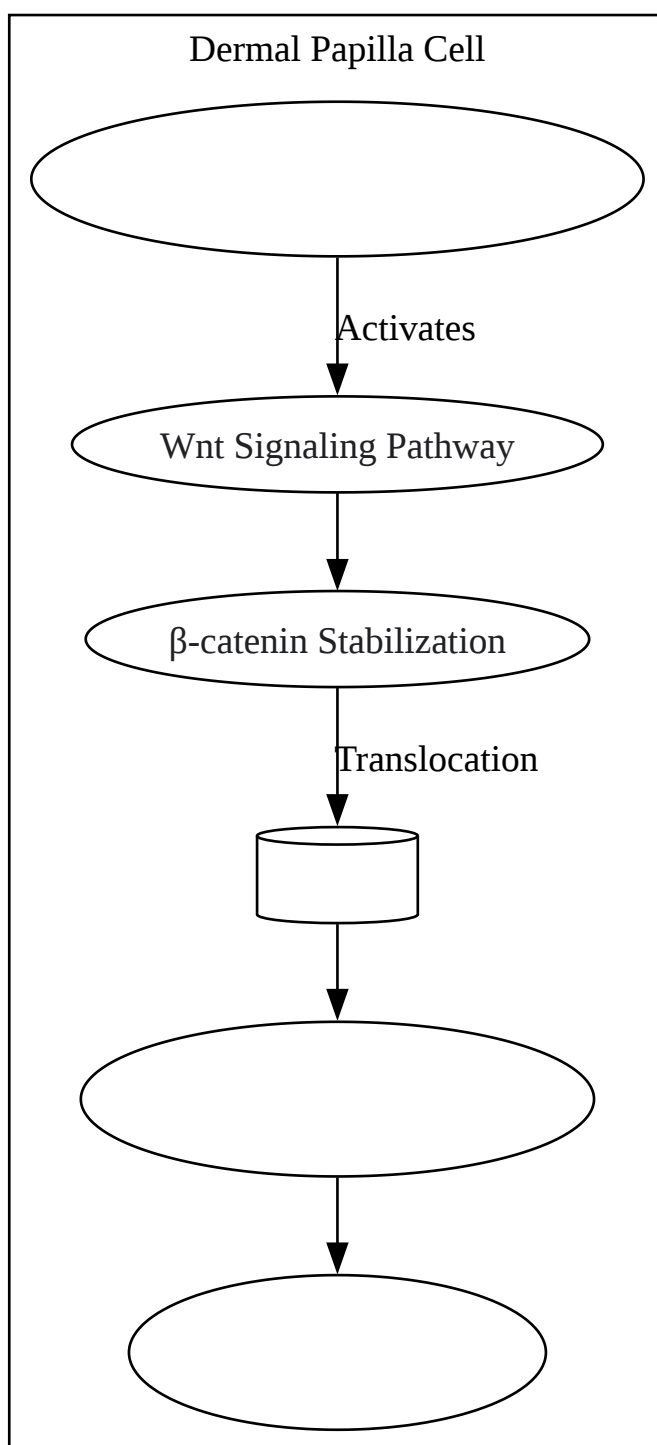 Dermal Papilla Cell
Activates
Wnt Signaling Pathway
β-catenin Stabilization
Translocation